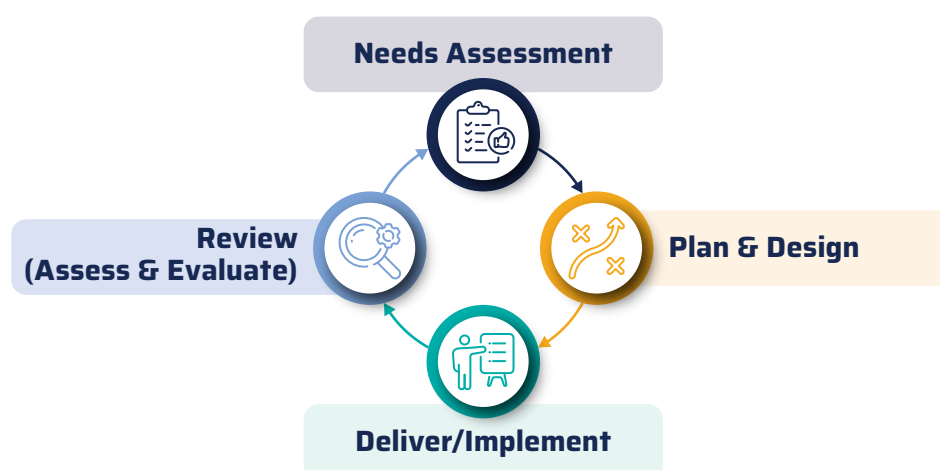 Needs Assessment
Plan & Design
Deliver/Implement
Review
(Assess & Evaluate)